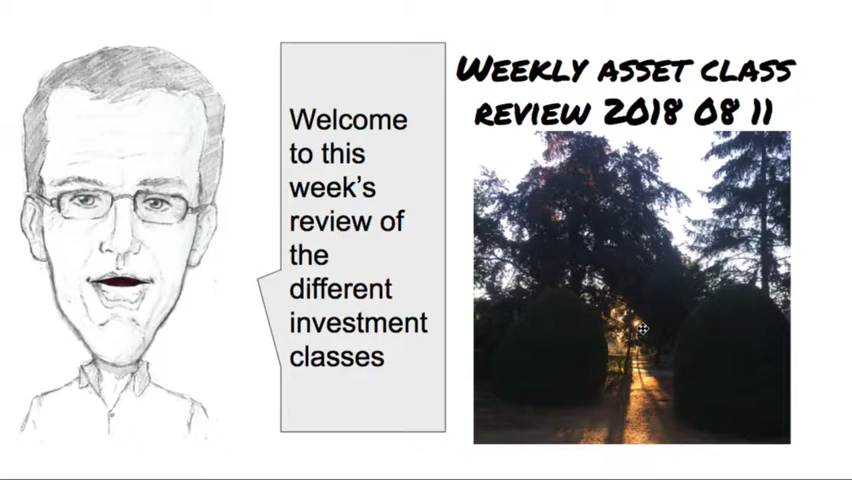 Welcome
to this
week's
review of
the
different
investment
classes
Weekly asset class
review 2018 08 11